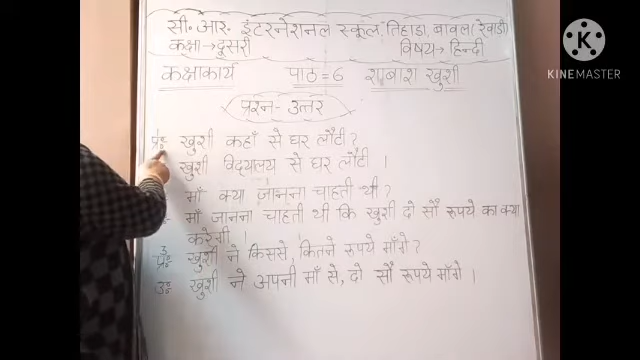 सी॰ आर॰ इंटरनेशनल स्कूल, तिहाड़ा, बावल (रेवाड़ी)
कक्षा → दुसरी विषय → हिन्दी
KINEMASTER
कक्षाकार्य पाठ = 6 शाबाश खुशी
प्रश्न - उत्तर
प्र॰ खुशी कहाँ से घर लौटी ?
खुशी विद्यालय से घर लौटी ।
माँ क्या जानना चाहती थी ?
माँ जानना चाहती थी कि खुशी दो सौ रूपये का क्या
करेगी ।
प्र॰3 खुशी ने किससे, कितने रूपये माँगे ?
उ॰ खुशी ने अपनी माँ से, दो सौ रूपये माँगे ।